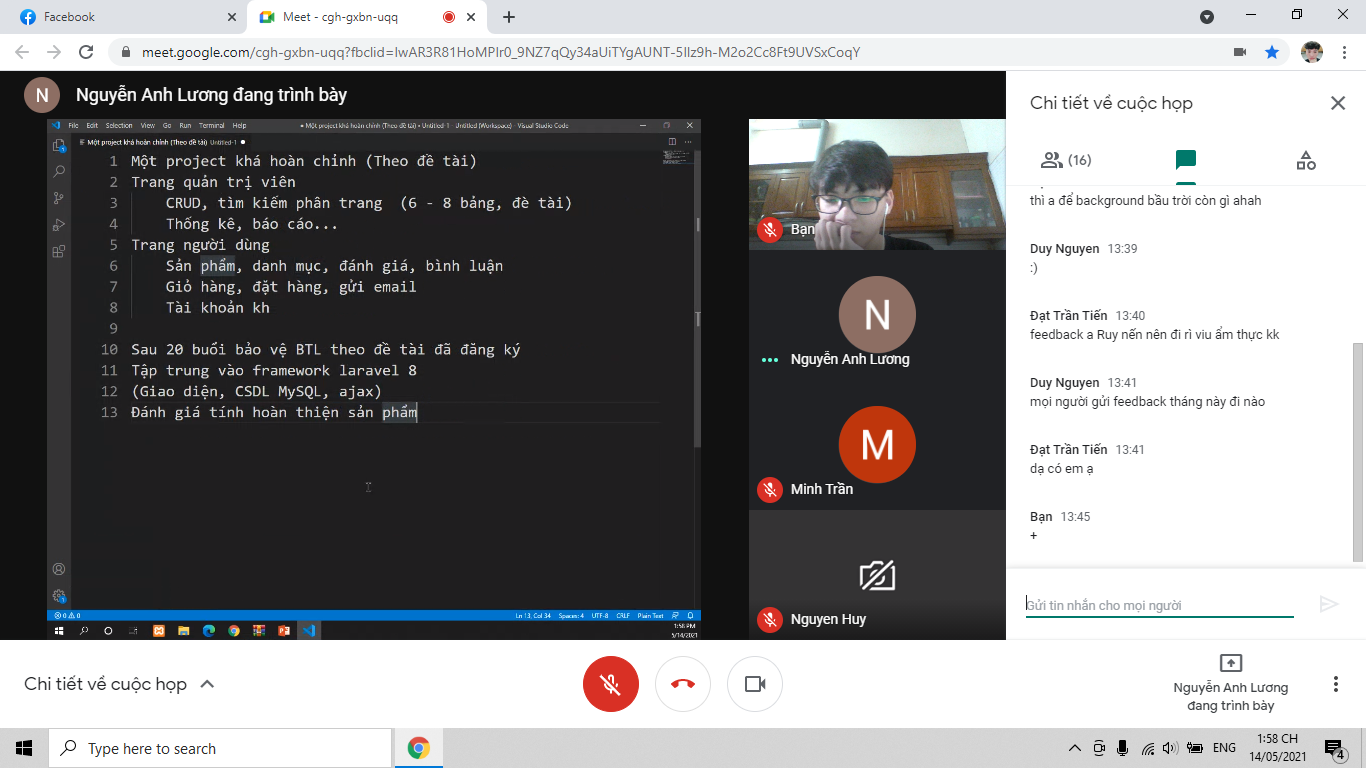 Facebook
Meet - cgh-gxbn-uqq
meet.google.com/cgh-gxbn-uqq?fbclid=IwAR3R81HoMPIr0_9NZ7qQy34aUiTYgAUNT-5Ilz9h-M2o2Cc8Ft9UVSxCoqY
N
Nguyễn Anh Lương đang trình bày
File Edit Selection View Go Run Terminal Help
● Một project khá hoàn chỉnh (Theo đề tài) • Untitled-1 - Untitled (Workspace) - Visual Studio Code
Một project khá hoàn chỉnh (Theo đề tài) Untitled-1 ●
1 Một project khá hoàn chỉnh (Theo đề tài)
2 Trang quản trị viên
3 CRUD, tìm kiếm phân trang (6 - 8 bảng, đè tài)
4 Thống kê, báo cáo...
5 Trang người dùng
6 Sản phẩm, danh mục, đánh giá, bình luận
7 Giỏ hàng, đặt hàng, gửi email
8 Tài khoản kh
9
10 Sau 20 buổi bảo vệ BTL theo đề tài đã đăng ký
11 Tập trung vào framework laravel 8
12 (Giao diện, CSDL MySQL, ajax)
13 Đánh giá tính hoàn thiện sản phẩm
0 0
Ln 13, Col 34 Spaces: 4 UTF-8 CRLF Plain Text
1:58 PM
5/14/2021
Bạn
N
Nguyễn Anh Lương
M
Minh Trần
Nguyen Huy
Chi tiết về cuộc họp
(16)
thì a để background bầu trời còn gì ahah
Duy Nguyen 13:39
:)
Đạt Trần Tiến 13:40
feedback a Ruy nến nên đi rì viu ẩm thực kk
Duy Nguyen 13:41
mọi người gửi feedback tháng này đi nào
Đạt Trần Tiến 13:41
dạ có em ạ
Bạn 13:45
+
Gửi tin nhắn cho mọi người
Chi tiết về cuộc họp
Nguyễn Anh Lương
đang trình bày
Type here to search
ENG
1:58 CH
14/05/2021
4